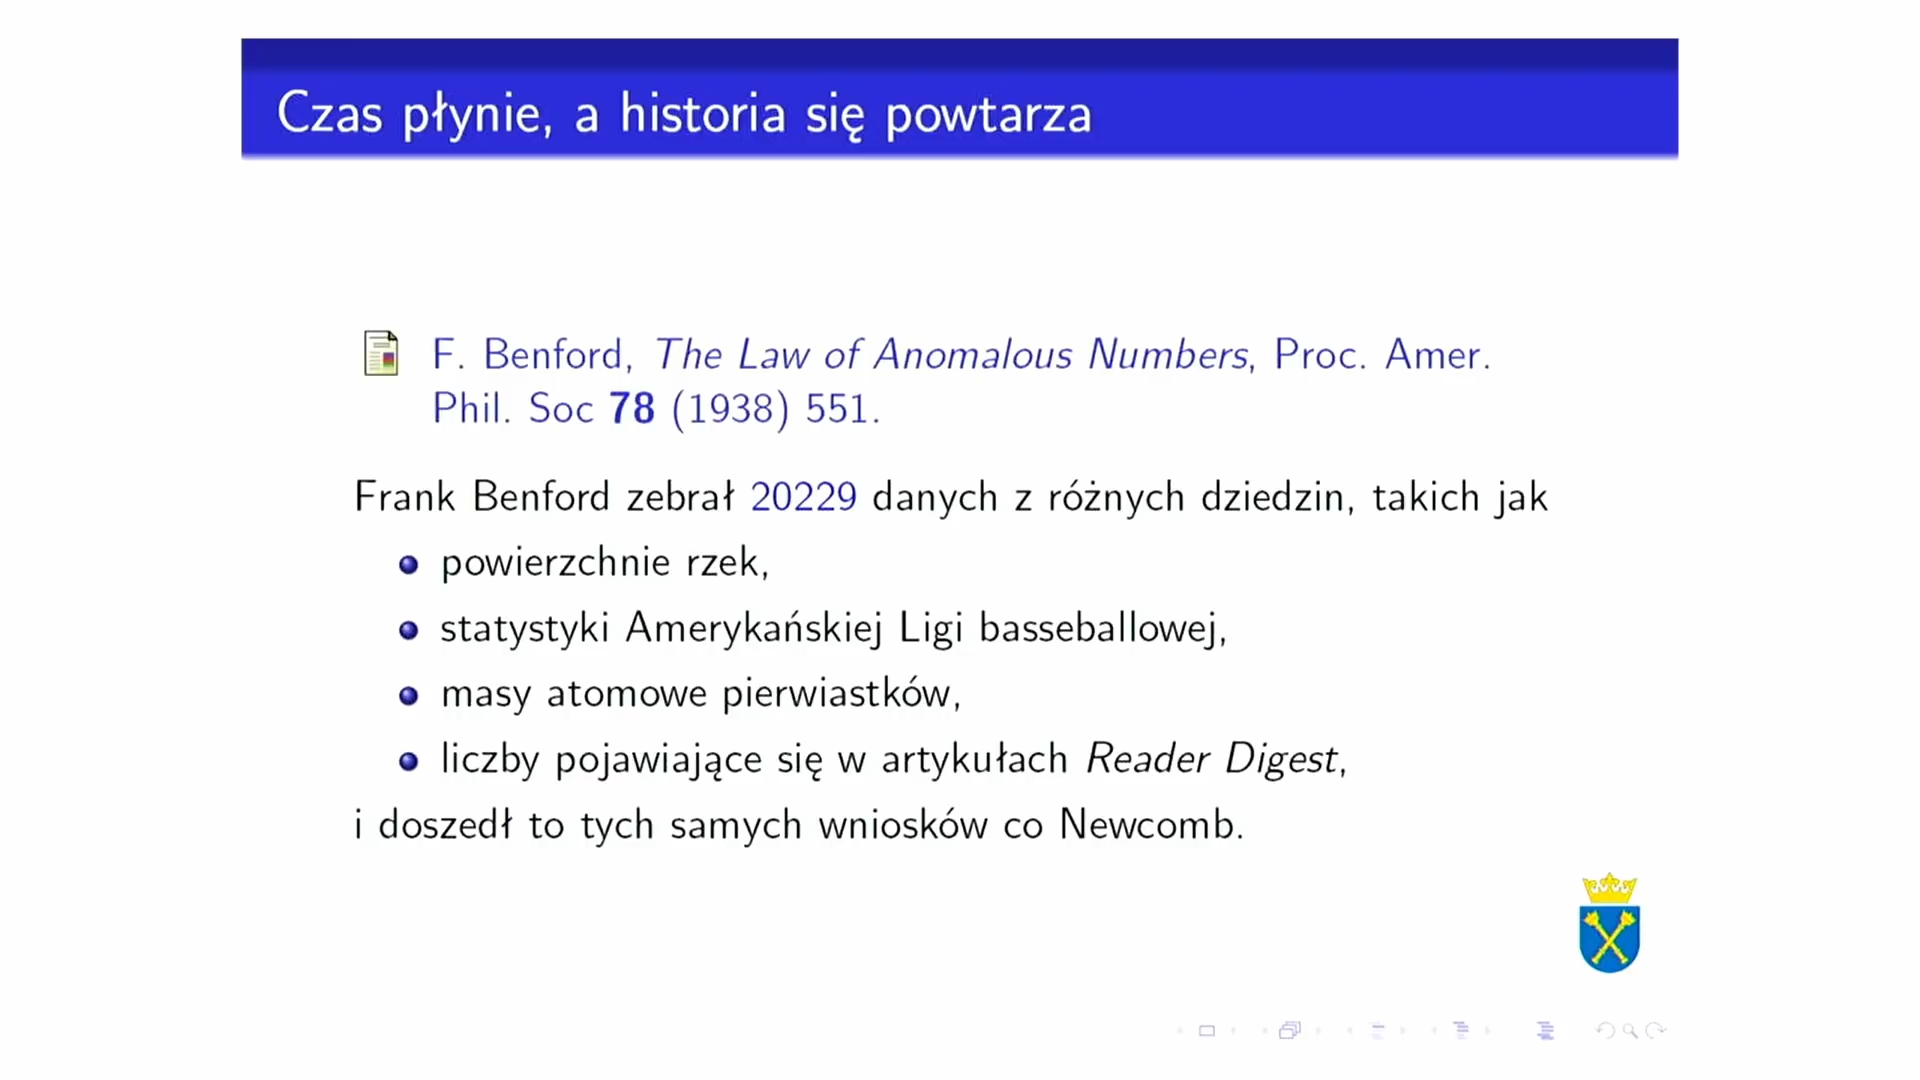 Czas płynie, a historia się powtarza
F. Benford, The Law of Anomalous Numbers, Proc. Amer.
Phil. Soc 78 (1938) 551.
Frank Benford zebrał 20229 danych z różnych dziedzin, takich jak
powierzchnie rzek,
statystyki Amerykańskiej Ligi basseballowej,
masy atomowe pierwiastków,
liczby pojawiające się w artykułach Reader Digest,
i doszedł to tych samych wniosków co Newcomb.